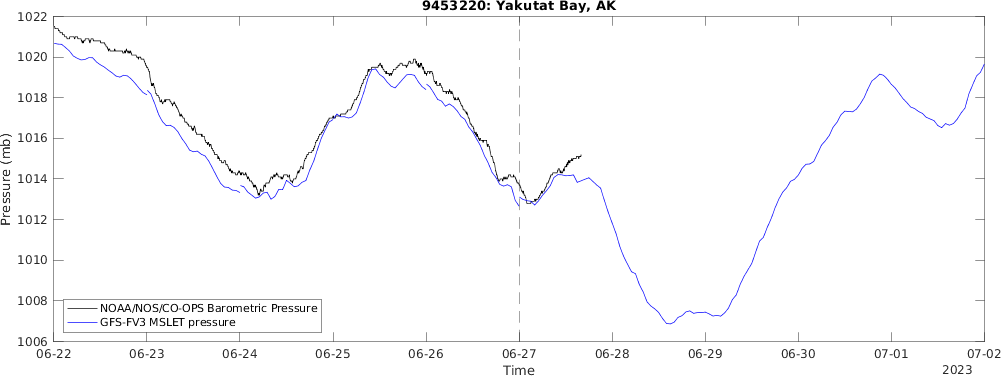 9453220: Yakutat Bay, AK
Pressure (mb)
1022
1020
1018
1016
1014
1012
1010
1008
1006
NOAA/NOS/CO-OPS Barometric Pressure
GFS-FV3 MSLET pressure
06-22 06-23 06-24 06-25 06-26 06-27 06-28 06-29 06-30 07-01 07-02
Time
2023